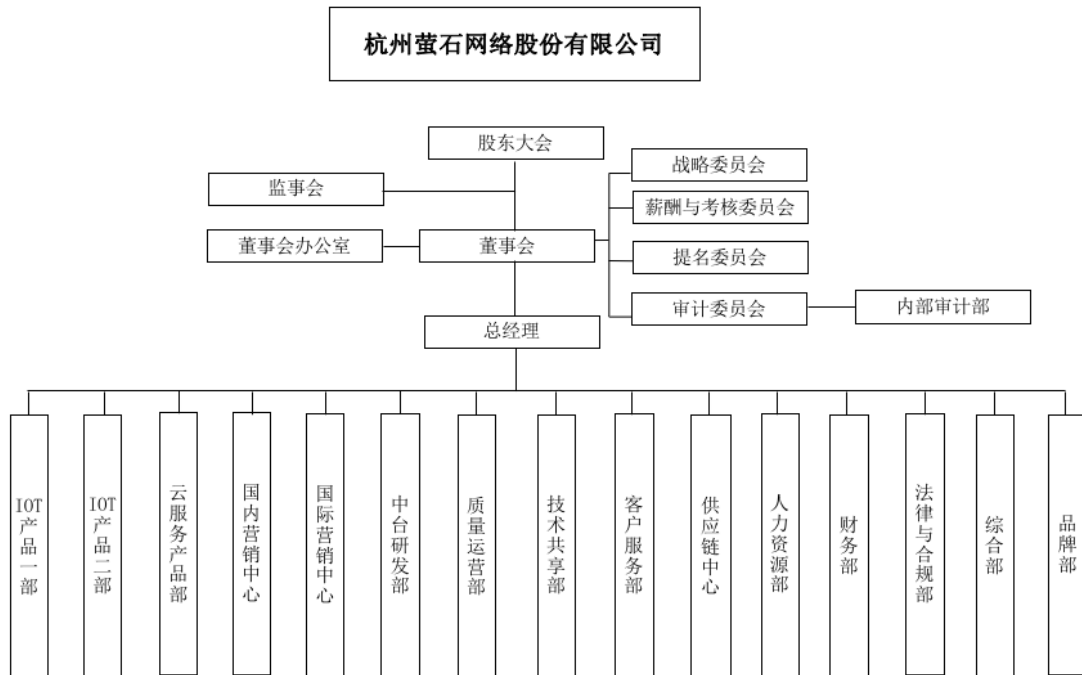 杭州萤石网络股份有限公司
股东大会
战略委员会
监事会
薪酬与考核委员会
董事会办公室
董事会
提名委员会
审计委员会
内部审计部
总经理
IOT产品一部
IOT产品二部
云服务产品部
国内营销中心
国际营销中心
中台研发部
质量运营部
技术共享部
客户服务部
供应链中心
人力资源部
财务部
法律与合规部
综合部
品牌部